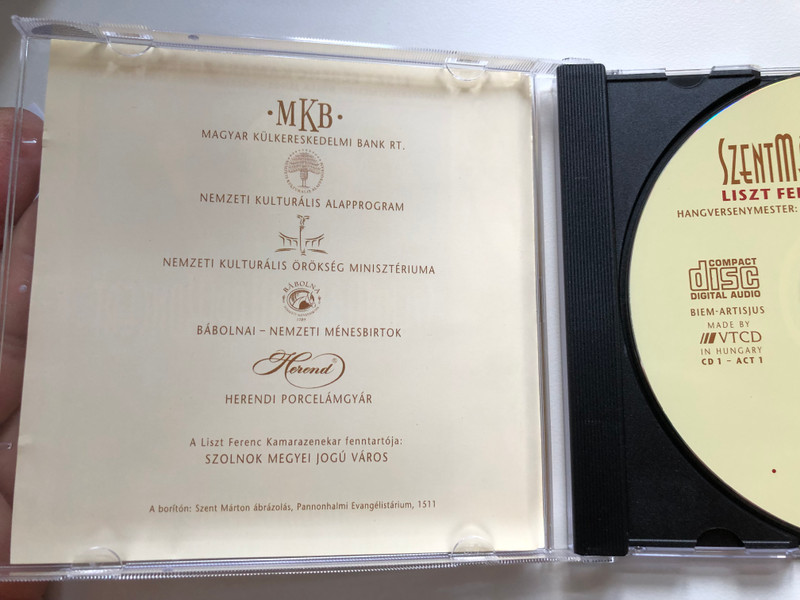 ·MKB·
MAGYAR KÜLKERESKEDELMI BANK RT.
NEMZETI KULTURÁLIS ALAPPROGRAM
NEMZETI KULTURÁLIS ÖRÖKSÉG MINISZTÉRIUMA
BÁBOLNA
BÁBOLNAI – NEMZETI MÉNESBIRTOK
Herend®
HERENDI PORCELÁMGYÁR
A Liszt Ferenc Kamarazenekar fenntartója:
SZOLNOK MEGYEI JOGÚ VÁROS
A borítón: Szent Márton ábrázolás, Pannonhalmi Evangélistárium, 1511
SZENTM
LISZT FE
HANGVERSENYMESTER:
COMPACT
disc
DIGITAL AUDIO
BIEM-ARTISJUS
MADE BY
VTCD
IN HUNGARY
CD 1 – ACT 1